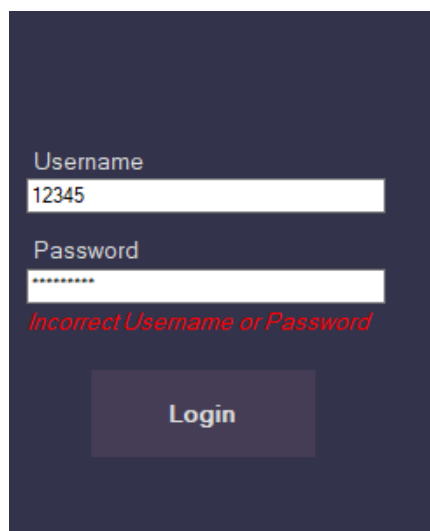 Username
12345
Password
*********
Incorrect Username or Password
Login